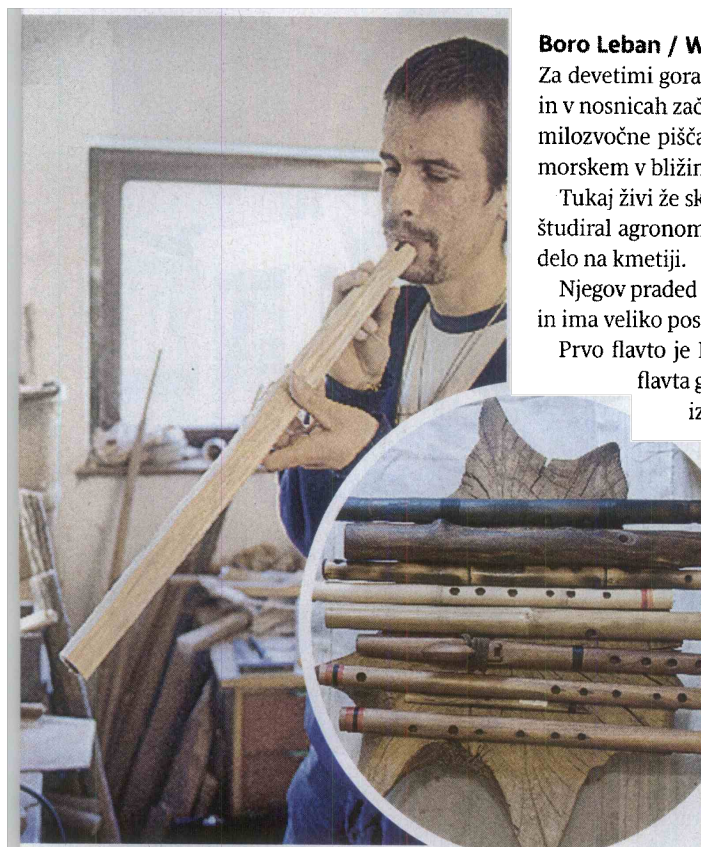 Boro Leban / W
Za devetimi gora
in v nosnicah zač
milozvočne pišča
morskem v bližin
Tukaj živi že sk
študiral agronom
delo na kmetiji.
Njegov praded
in ima veliko pos
Prvo flavto je
flavta g
iz